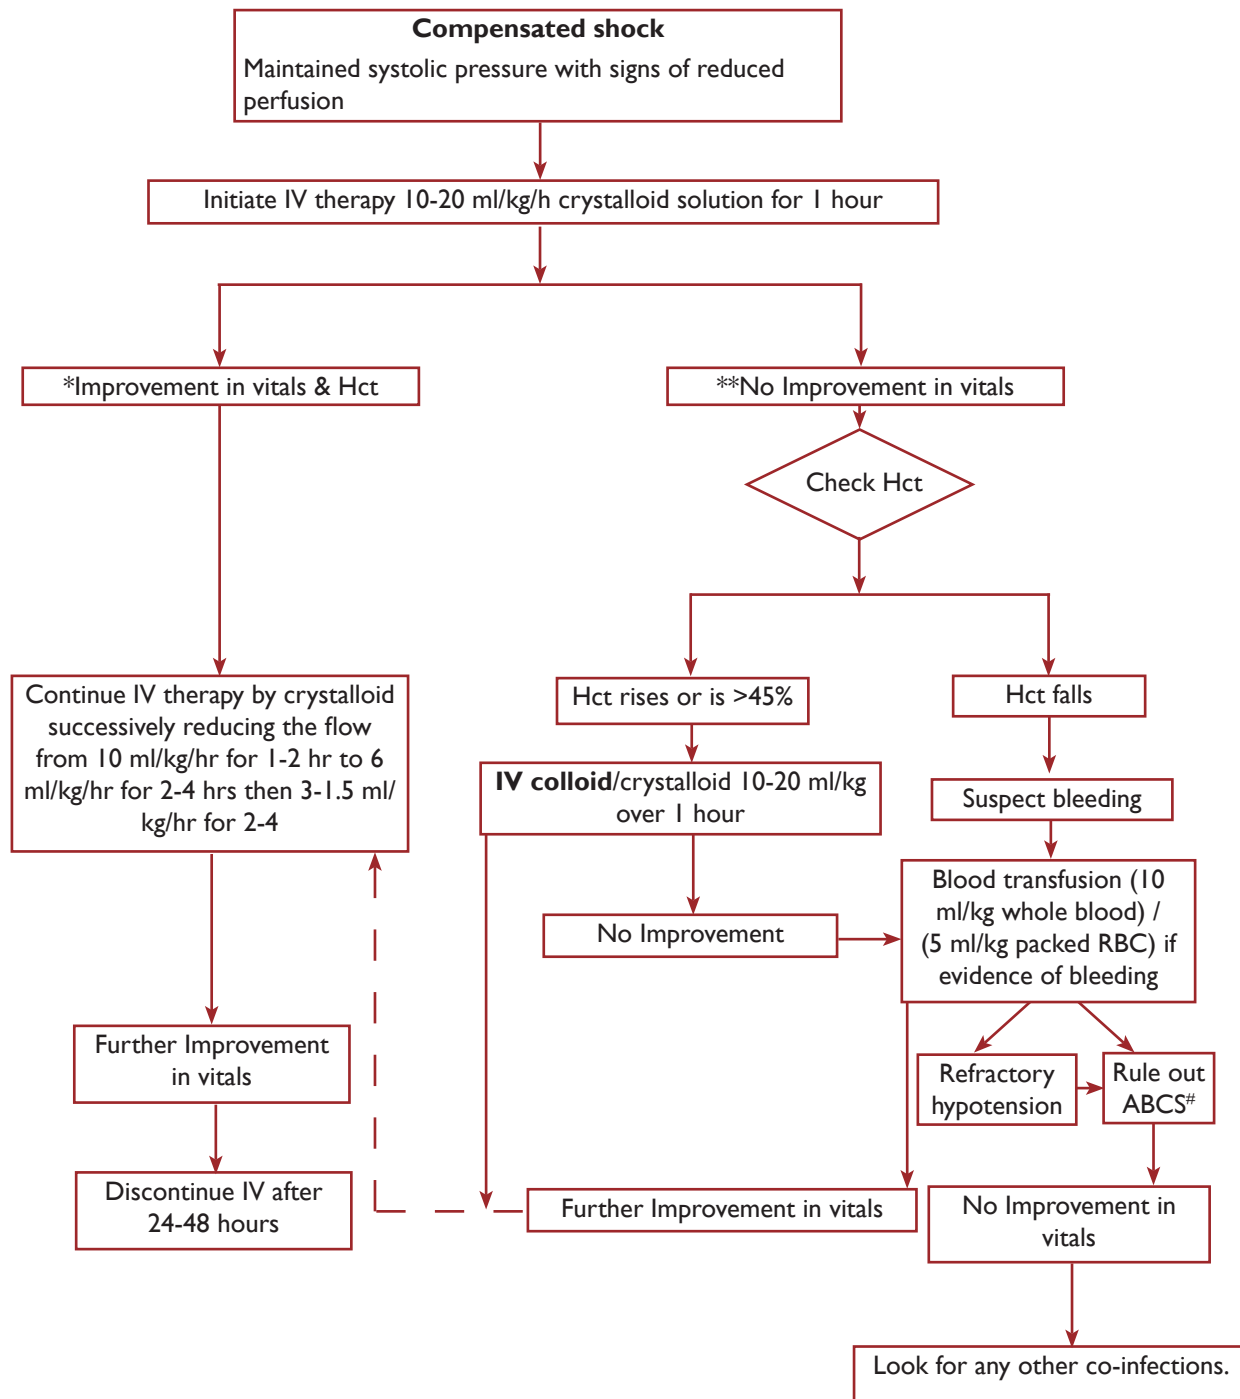 Compensated shock
Maintained systolic pressure with signs of reduced
perfusion
Initiate IV therapy 10-20 ml/kg/h crystalloid solution for 1 hour
*Improvement in vitals & Hct
**No Improvement in vitals
Check Hct
Continue IV therapy by crystalloid
successively reducing the flow
from 10 ml/kg/hr for 1-2 hr to 6
ml/kg/hr for 2-4 hrs then 3-1.5 ml/
kg/hr for 2-4
Hct rises or is >45%
Hct falls
IV colloid/crystalloid 10-20 ml/kg
over 1 hour
Suspect bleeding
No Improvement
Blood transfusion (10
ml/kg whole blood) /
(5 ml/kg packed RBC) if
evidence of bleeding
Further Improvement
in vitals
Refractory
hypotension
Rule out
ABCS#
Discontinue IV after
24-48 hours
Further Improvement in vitals
No Improvement in
vitals
Look for any other co-infections.